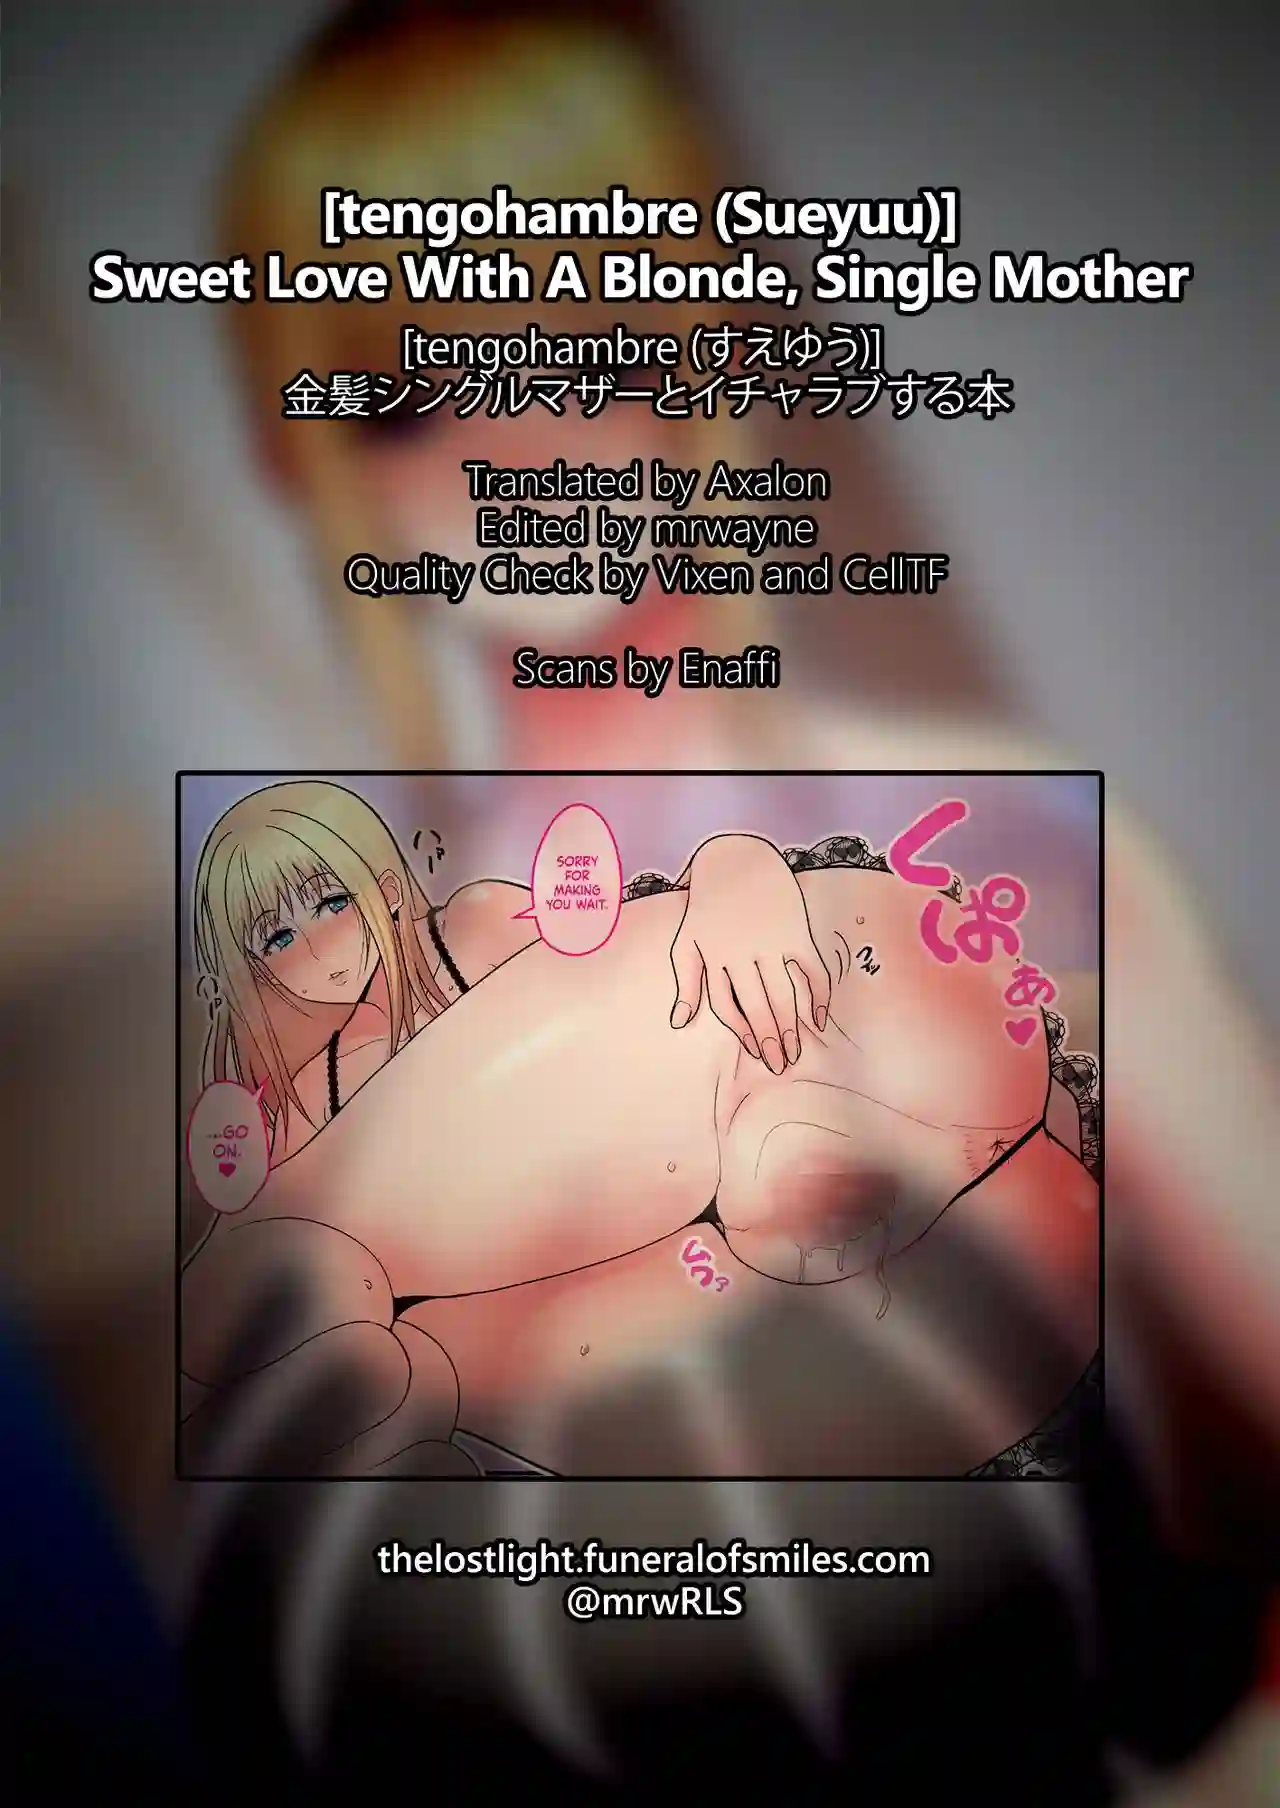 [tengohambre (Sueyuu)]
Sweet Love With A Blonde, Single Mother
[tengohambre (すえゆう)]
金髪シングルマザーとイチャラブする本
Translated by Axalon
Edited by mrwayne
Quality Check by Vixen and CellTF
Scans by Enaffi
SORRY
FOR
MAKING
YOU WAIT.
くぱぁ♥
...GO
ON.
♥
thelostlight.funeralofsmiles.com
@mrwRLS